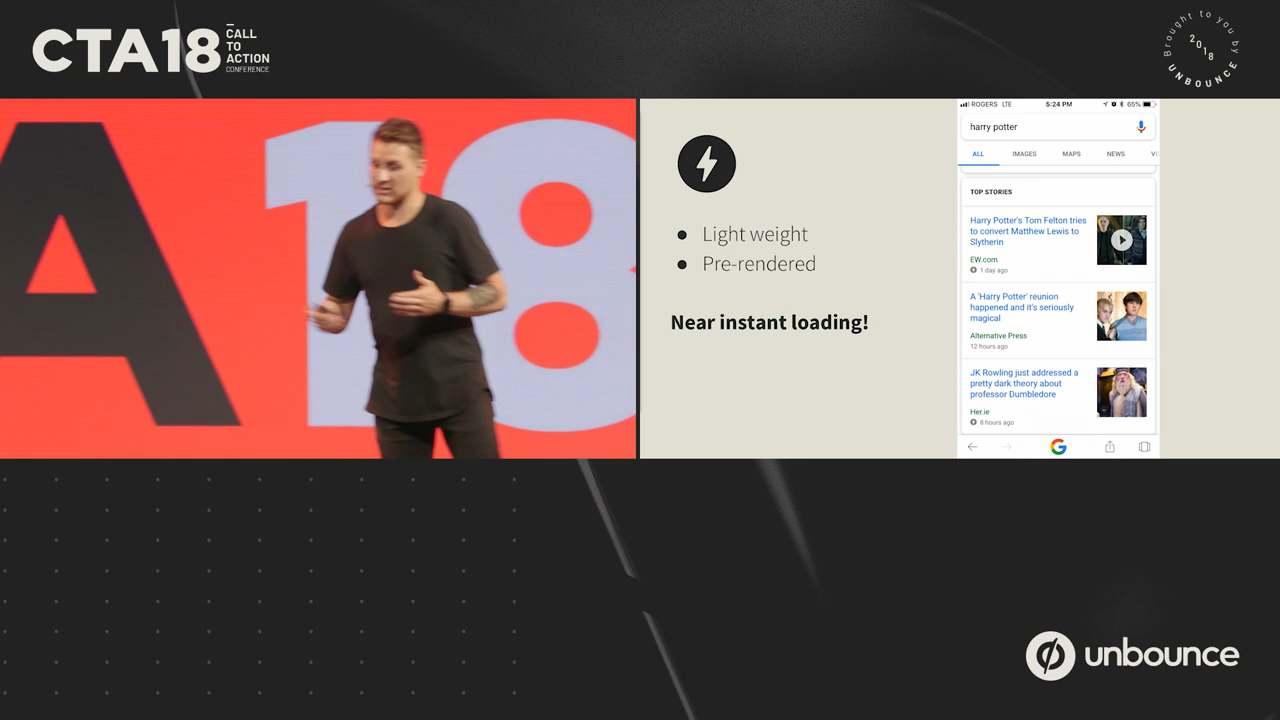 CTA18
CALL
TO
ACTION
CONFERENCE
Brought to you by
UNBOUNCE
2018
A 18
Light weight
Pre-rendered
Near instant loading!
ROGERS LTE 5:24 PM 65%
harry potter
ALL IMAGES MAPS NEWS VI
TOP STORIES
Harry Potter's Tom Felton tries
to convert Matthew Lewis to
Slytherin
EW.com
1 day ago
A 'Harry Potter' reunion
happened and it's seriously
magical
Alternative Press
12 hours ago
JK Rowling just addressed a
pretty dark theory about
professor Dumbledore
Her.ie
8 hours ago
G
unbounce